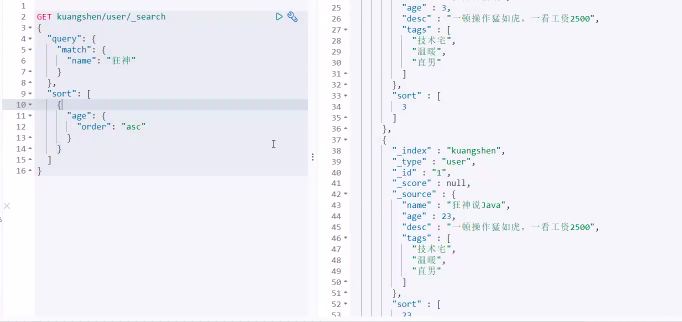 1
2 GET kuangshen/user/_search
3 {
4 "query": {
5 "match": {
6 "name": "狂神"
7 }
8 },
9 "sort": [
10 {
11 "age": {
12 "order": "asc"
13 }
14 }
15 ]
16 }
25 "age" : 3,
26 "desc" : "一顿操作猛如虎，一看工资2500",
27 "tags" : [
28 "技术宅",
29 "温暖",
30 "直男"
31 ]
32 },
33 "sort" : [
34 3
35 ]
36 },
37 {
38 "_index" : "kuangshen",
39 "_type" : "user",
40 "_id" : "1",
41 "_score" : null,
42 "_source" : {
43 "name" : "狂神说Java",
44 "age" : 23,
45 "desc" : "一顿操作猛如虎，一看工资2500",
46 "tags" : [
47 "技术宅",
48 "温暖",
49 "直男"
50 ]
51 },
52 "sort" : [
53 23